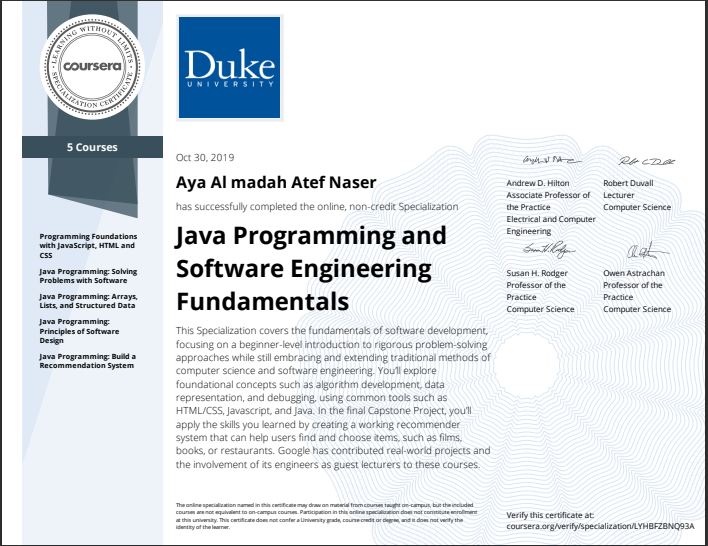 LEARNING WITHOUT LIMITS
coursera
SPECIALIZATION CERTIFICATE
5 Courses
Programming Foundations
with JavaScript, HTML and
CSS
Java Programming: Solving
Problems with Software
Java Programming: Arrays,
Lists, and Structured Data
Java Programming:
Principles of Software
Design
Java Programming: Build a
Recommendation System
Duke
UNIVERSITY
Oct 30, 2019
Aya Al madah Atef Naser
has successfully completed the online, non-credit Specialization
Java Programming and
Software Engineering
Fundamentals
This Specialization covers the fundamentals of software development,
focusing on a beginner-level introduction to rigorous problem-solving
approaches while still embracing and extending traditional methods of
computer science and software engineering. You'll explore
foundational concepts such as algorithm development, data
representation, and debugging, using common tools such as
HTML/CSS, Javascript, and Java. In the final Capstone Project, you'll
apply the skills you learned by creating a working recommender
system that can help users find and choose items, such as films,
books, or restaurants. Google has contributed real-world projects and
the involvement of its engineers as guest lecturers to these courses.
Andrew D. Hilton
Associate Professor of
the Practice
Electrical and Computer
Engineering
Robert Duvall
Lecturer
Computer Science
Susan H. Rodger
Professor of the
Practice
Computer Science
Owen Astrachan
Professor of the
Practice
Computer Science
The online specialization named in this certificate may draw on material from courses taught on-campus, but the included
courses are not equivalent to on-campus courses. Participation in this online specialization does not constitute enrollment
at this university. This certificate does not confer a University grade, course credit or degree, and it does not verify the
identity of the learner.
Verify this certificate at:
coursera.org/verify/specialization/LYHBFZBNQ93A